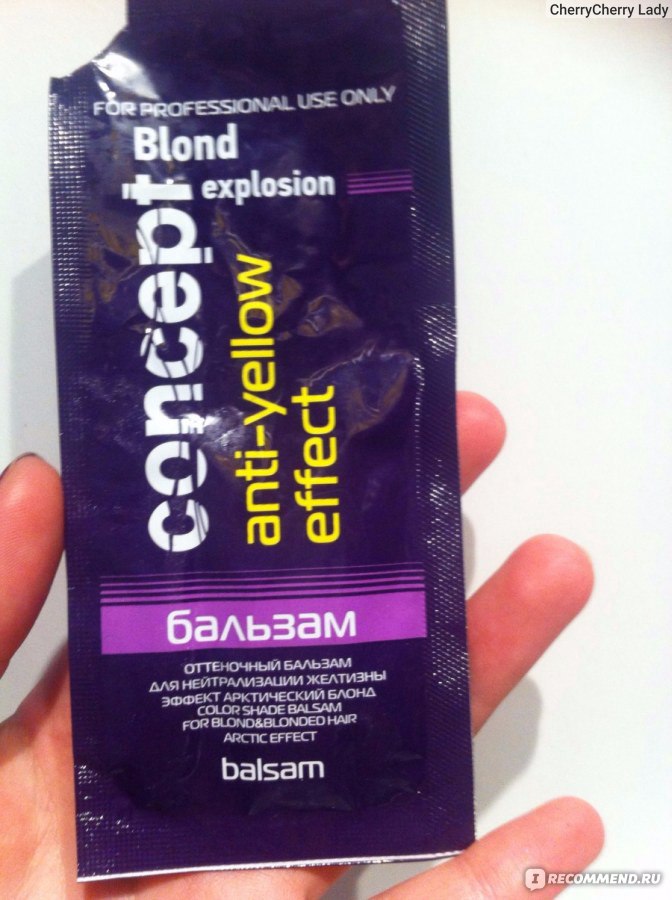 CherryCherry Lady
FOR PROFESSIONAL USE ONLY
Blond
explosion
concept
anti-yellow
effect
бальзам
ОТТЕНОЧНЫЙ БАЛЬЗАМ
ДЛЯ НЕЙТРАЛИЗАЦИИ ЖЕЛТИЗНЫ
ЭФФЕКТ АРКТИЧЕСКИЙ БЛОНД
COLOR SHADE BALSAM
FOR BLOND&BLONDED HAIR
ARCTIC EFFECT
balsam
IRECOMMEND.RU